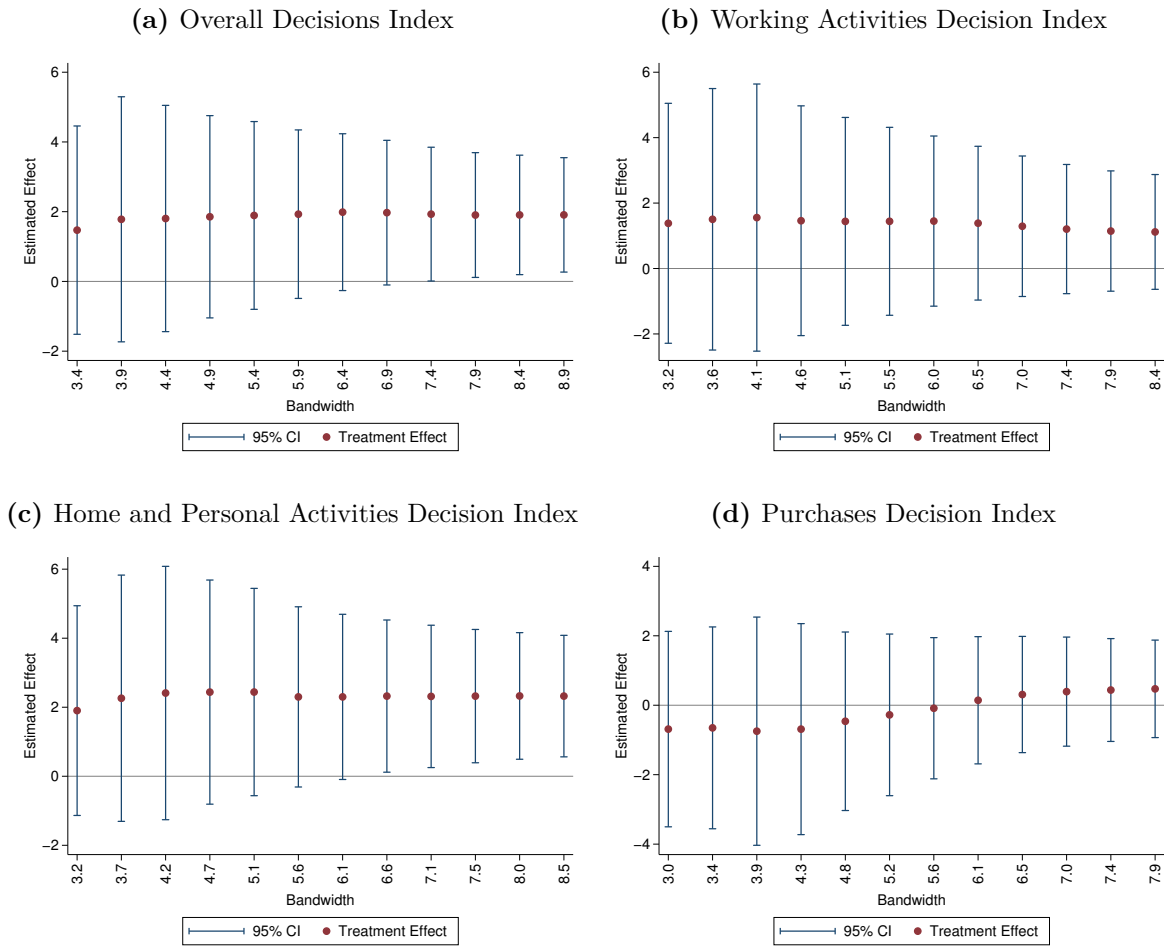 (a) Overall Decisions Index
6
4
2
0
−2
Estimated Effect
3.4 3.9 4.4 4.9 5.4 5.9 6.4 6.9 7.4 7.9 8.4 8.9
Bandwidth
95% CI Treatment Effect
(b) Working Activities Decision Index
6
4
2
0
−2
Estimated Effect
3.2 3.6 4.1 4.6 5.1 5.5 6.0 6.5 7.0 7.4 7.9 8.4
Bandwidth
95% CI Treatment Effect
(c) Home and Personal Activities Decision Index
6
4
2
0
−2
Estimated Effect
3.2 3.7 4.2 4.7 5.1 5.6 6.1 6.6 7.1 7.5 8.0 8.5
Bandwidth
95% CI Treatment Effect
(d) Purchases Decision Index
4
2
0
−2
−4
Estimated Effect
3.0 3.4 3.9 4.3 4.8 5.2 5.6 6.1 6.5 7.0 7.4 7.9
Bandwidth
95% CI Treatment Effect